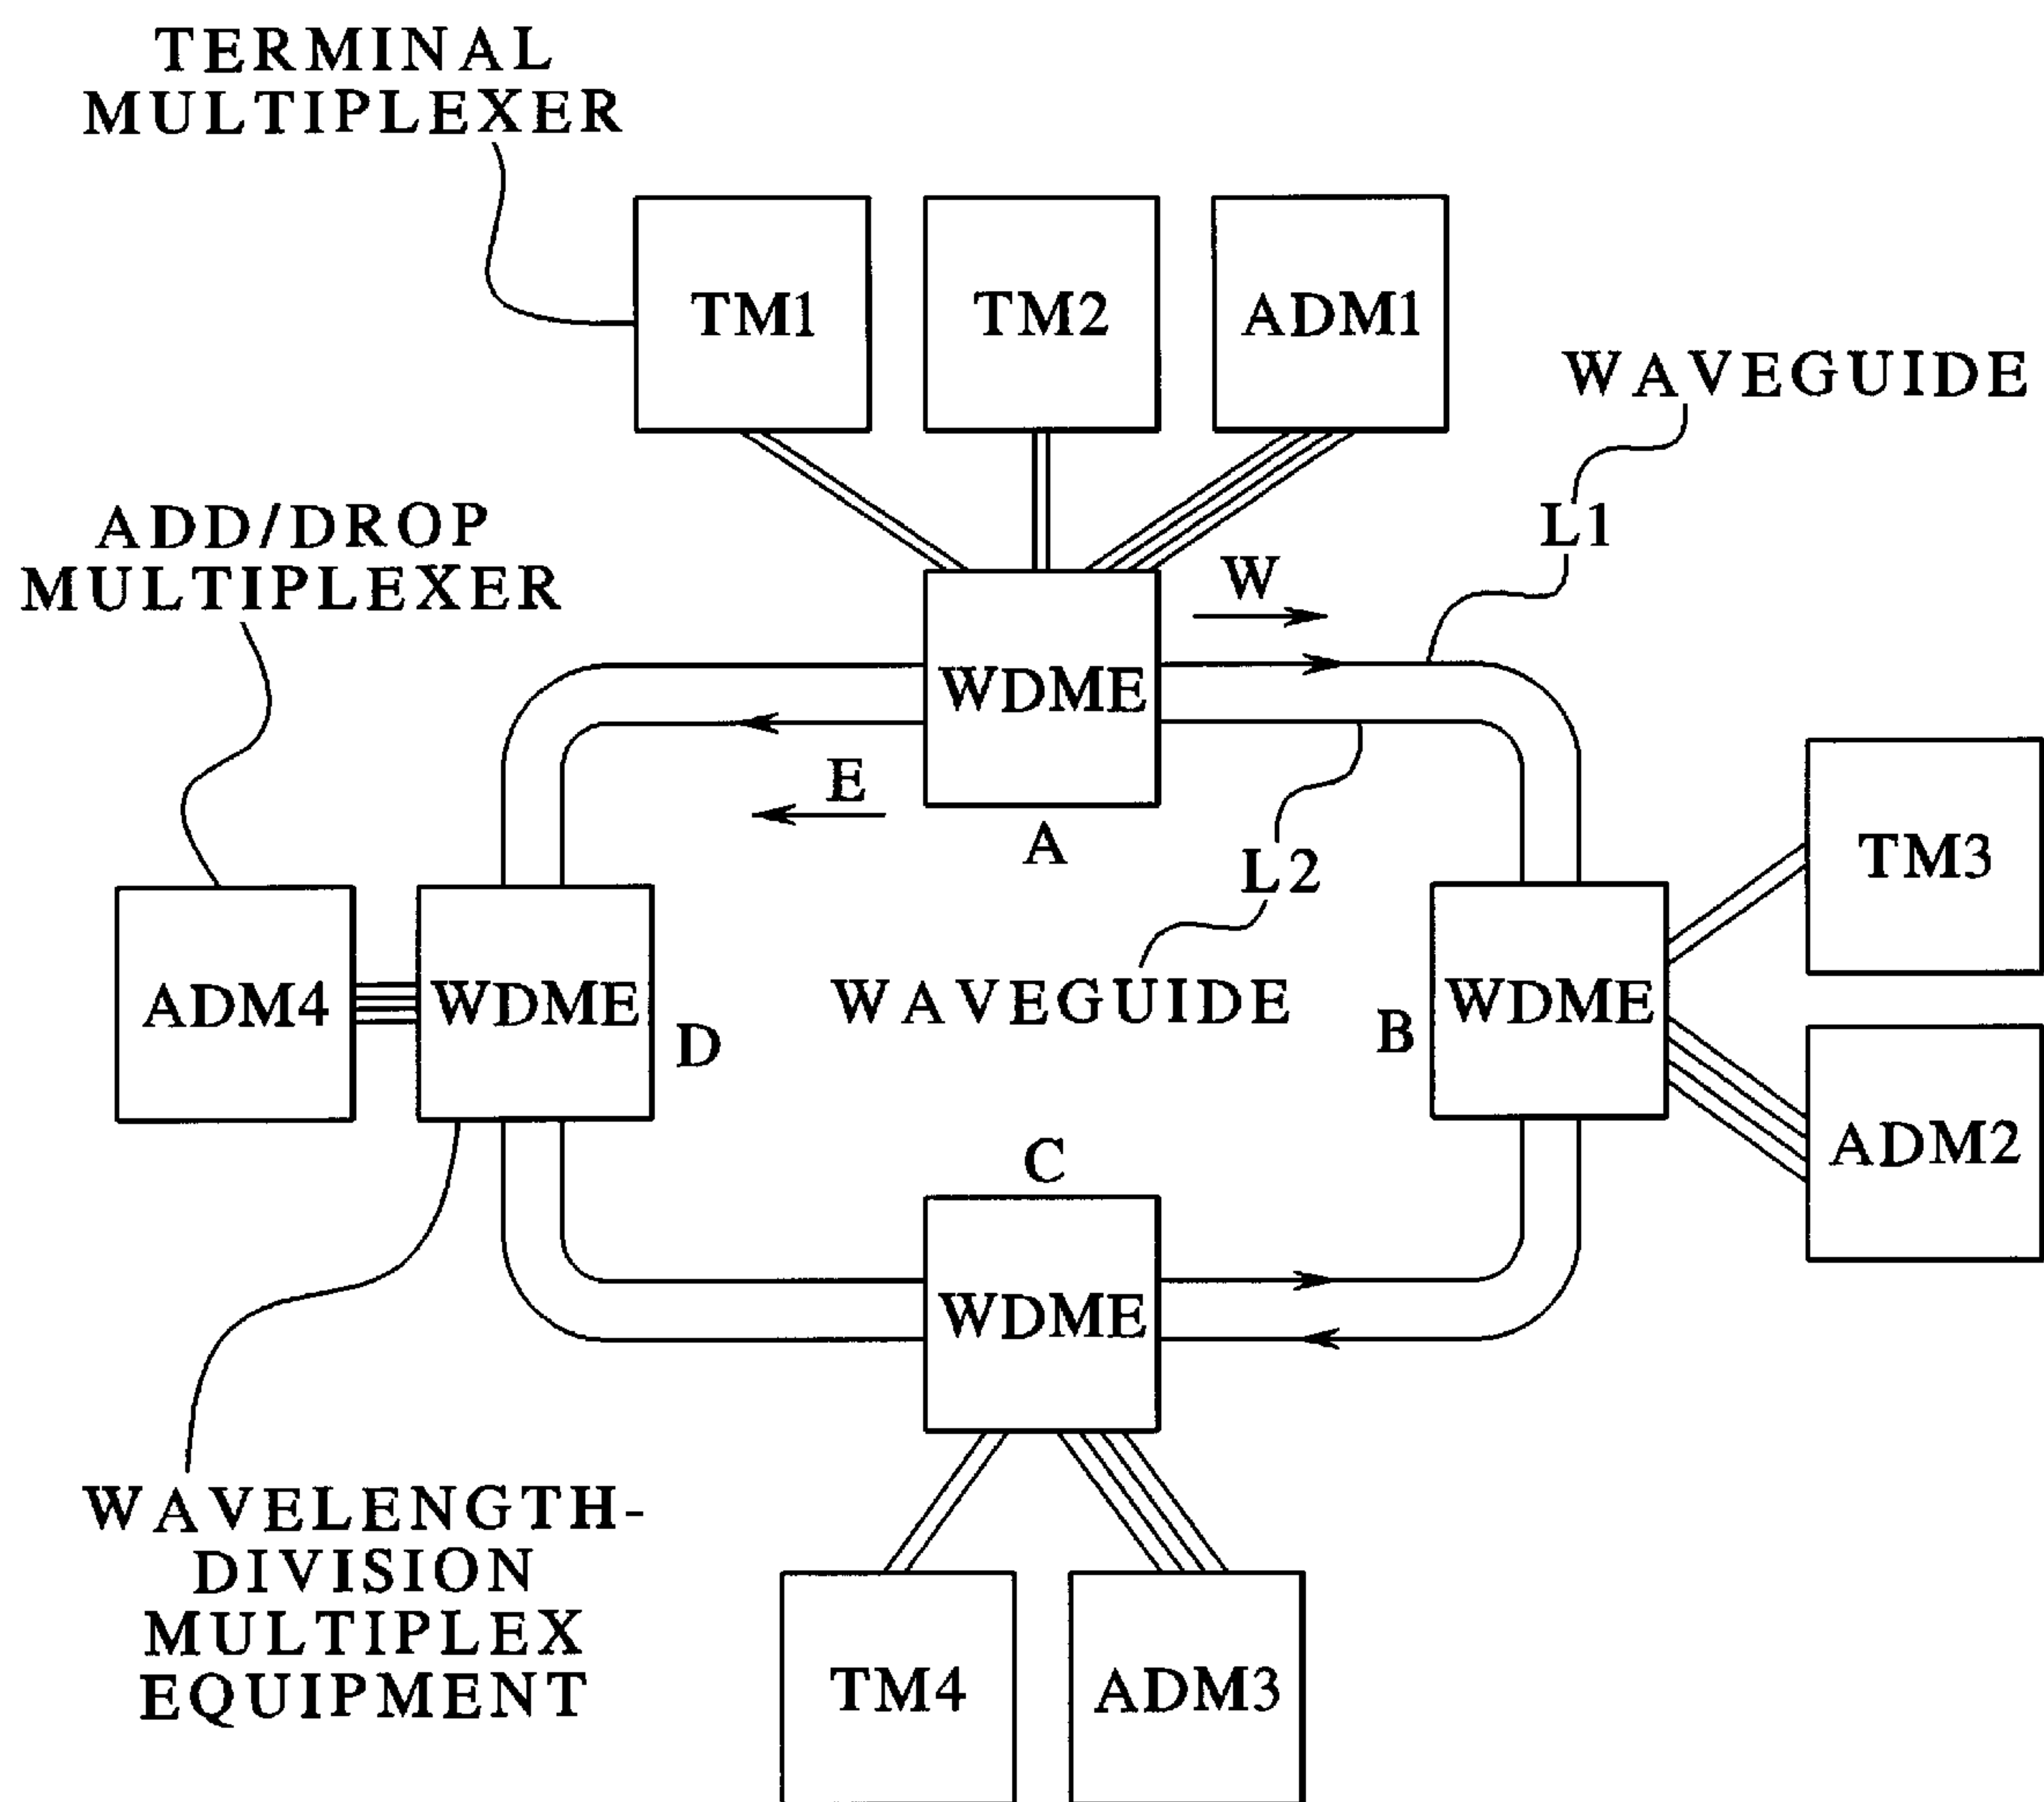 TERMINAL
MULTIPLEXER
TM1
TM2
ADM1
WAVEGUIDE
L1
ADD/DROP
MULTIPLEXER
W
WDME
E
A
L2
WAVEGUIDE
TM3
ADM4
WDME
D
B
WDME
ADM2
C
WDME
WAVELENGTH-
DIVISION
MULTIPLEX
EQUIPMENT
TM4
ADM3